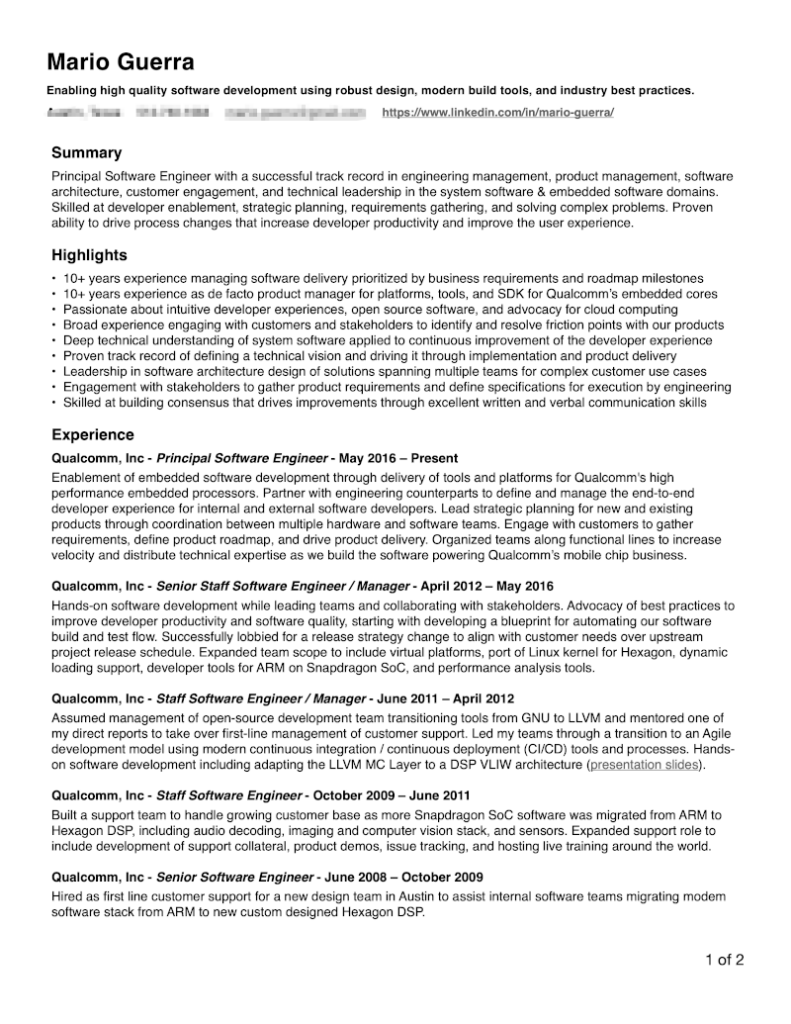 Mario Guerra
Enabling high quality software development using robust design, modern build tools, and industry best practices.
https://www.linkedin.com/in/mario-guerra/
Summary
Principal Software Engineer with a successful track record in engineering management, product management, software
architecture, customer engagement, and technical leadership in the system software & embedded software domains.
Skilled at developer enablement, strategic planning, requirements gathering, and solving complex problems. Proven
ability to drive process changes that increase developer productivity and improve the user experience.
Highlights
• 10+ years experience managing software delivery prioritized by business requirements and roadmap milestones
• 10+ years experience as de facto product manager for platforms, tools, and SDK for Qualcomm's embedded cores
• Passionate about intuitive developer experiences, open source software, and advocacy for cloud computing
• Broad experience engaging with customers and stakeholders to identify and resolve friction points with our products
• Deep technical understanding of system software applied to continuous improvement of the developer experience
• Proven track record of defining a technical vision and driving it through implementation and product delivery
• Leadership in software architecture design of solutions spanning multiple teams for complex customer use cases
• Engagement with stakeholders to gather product requirements and define specifications for execution by engineering
• Skilled at building consensus that drives improvements through excellent written and verbal communication skills
Experience
Qualcomm, Inc - Principal Software Engineer - May 2016 – Present
Enablement of embedded software development through delivery of tools and platforms for Qualcomm's high
performance embedded processors. Partner with engineering counterparts to define and manage the end-to-end
developer experience for internal and external software developers. Lead strategic planning for new and existing
products through coordination between multiple hardware and software teams. Engage with customers to gather
requirements, define product roadmap, and drive product delivery. Organized teams along functional lines to increase
velocity and distribute technical expertise as we build the software powering Qualcomm's mobile chip business.
Qualcomm, Inc - Senior Staff Software Engineer / Manager - April 2012 – May 2016
Hands-on software development while leading teams and collaborating with stakeholders. Advocacy of best practices to
improve developer productivity and software quality, starting with developing a blueprint for automating our software
build and test flow. Successfully lobbied for a release strategy change to align with customer needs over upstream
project release schedule. Expanded team scope to include virtual platforms, port of Linux kernel for Hexagon, dynamic
loading support, developer tools for ARM on Snapdragon SoC, and performance analysis tools.
Qualcomm, Inc - Staff Software Engineer / Manager - June 2011 – April 2012
Assumed management of open-source development team transitioning tools from GNU to LLVM and mentored one of
my direct reports to take over first-line management of customer support. Led my teams through a transition to an Agile
development model using modern continuous integration / continuous deployment (CI/CD) tools and processes. Hands-
on software development including adapting the LLVM MC Layer to a DSP VLIW architecture (presentation slides).
Qualcomm, Inc - Staff Software Engineer - October 2009 – June 2011
Built a support team to handle growing customer base as more Snapdragon SoC software was migrated from ARM to
Hexagon DSP, including audio decoding, imaging and computer vision stack, and sensors. Expanded support role to
include development of support collateral, product demos, issue tracking, and hosting live training around the world.
Qualcomm, Inc - Senior Software Engineer - June 2008 – October 2009
Hired as first line customer support for a new design team in Austin to assist internal software teams migrating modem
software stack from ARM to new custom designed Hexagon DSP.
1 of 2